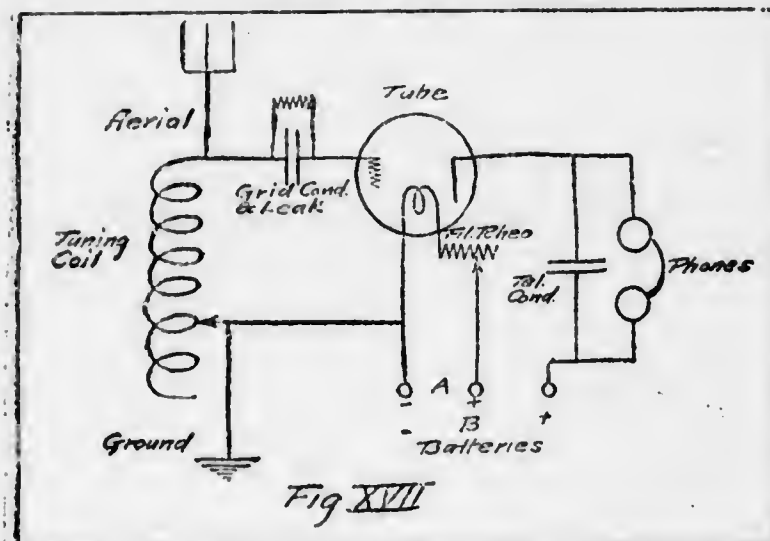 Aerial
Tube
Grid Cond.
& Leak
Fil. Rheo
Tuning
Coil
Tel.
Cond.
Phones
- A +
B +
-
Batteries
Ground
Fig XVII